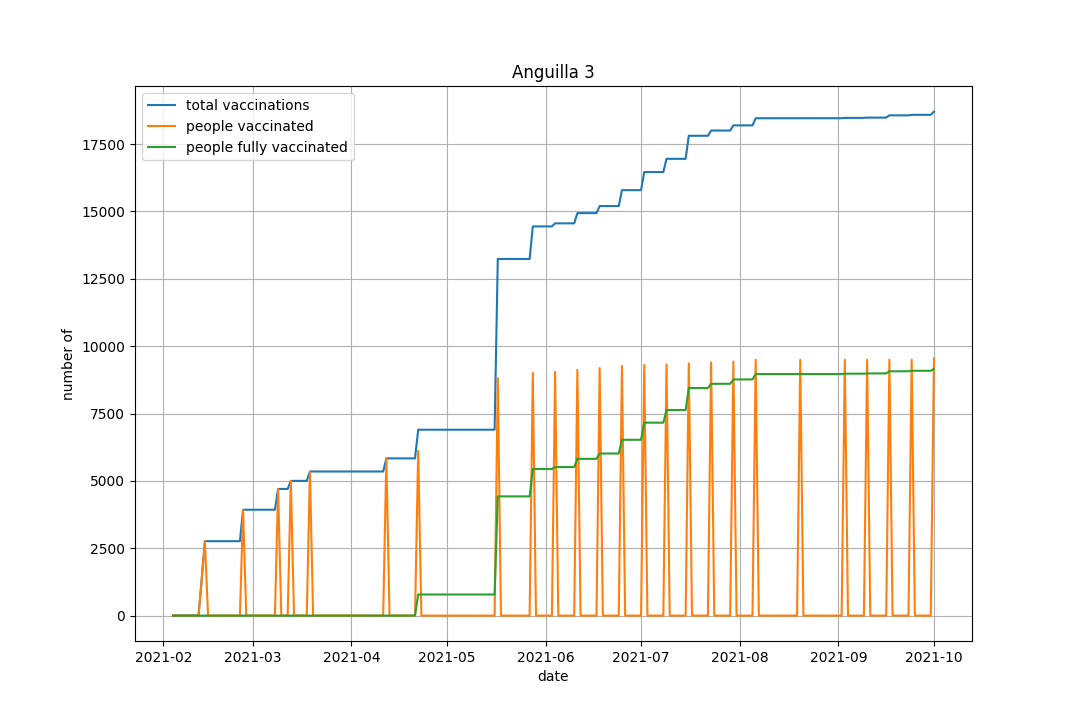 Anguilla 3
total vaccinations
people vaccinated
people fully vaccinated
number of
17500
15000
12500
10000
7500
5000
2500
0
2021-02 2021-03 2021-04 2021-05 2021-06 2021-07 2021-08 2021-09 2021-10
date